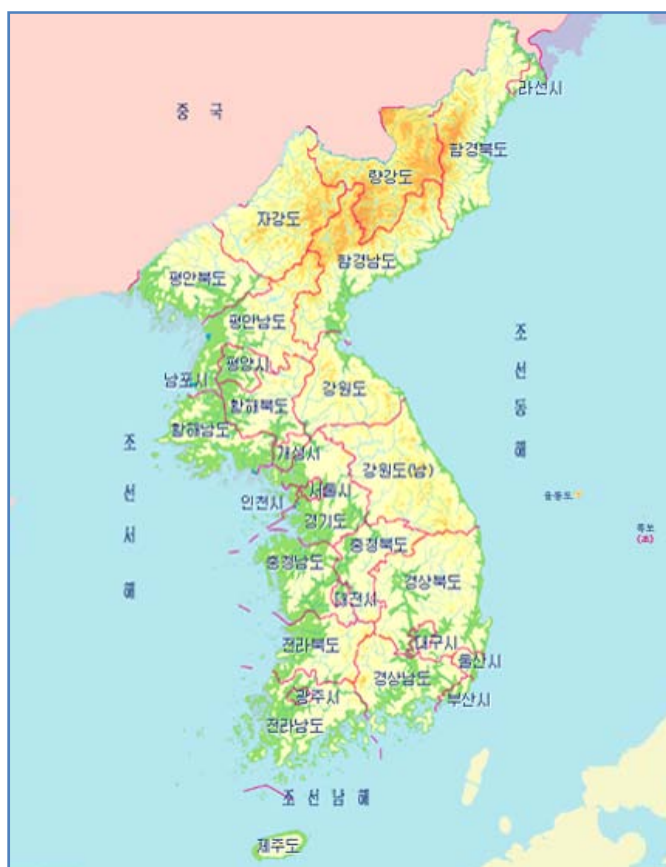 라선시
중 국
함경북도
량강도
자강도
함경남도
평안북도
평안남도
조선동해
평양시
남포시
강원도
황해북도
황해남도
조선서해
개성시
강원도(남)
서울시
인천시
울릉도
경기도
독도
(조)
충청북도
충청남도
경상북도
대전시
전라북도
대구시
울산시
경상남도
광주시
부산시
전라남도
조선남해
제주도